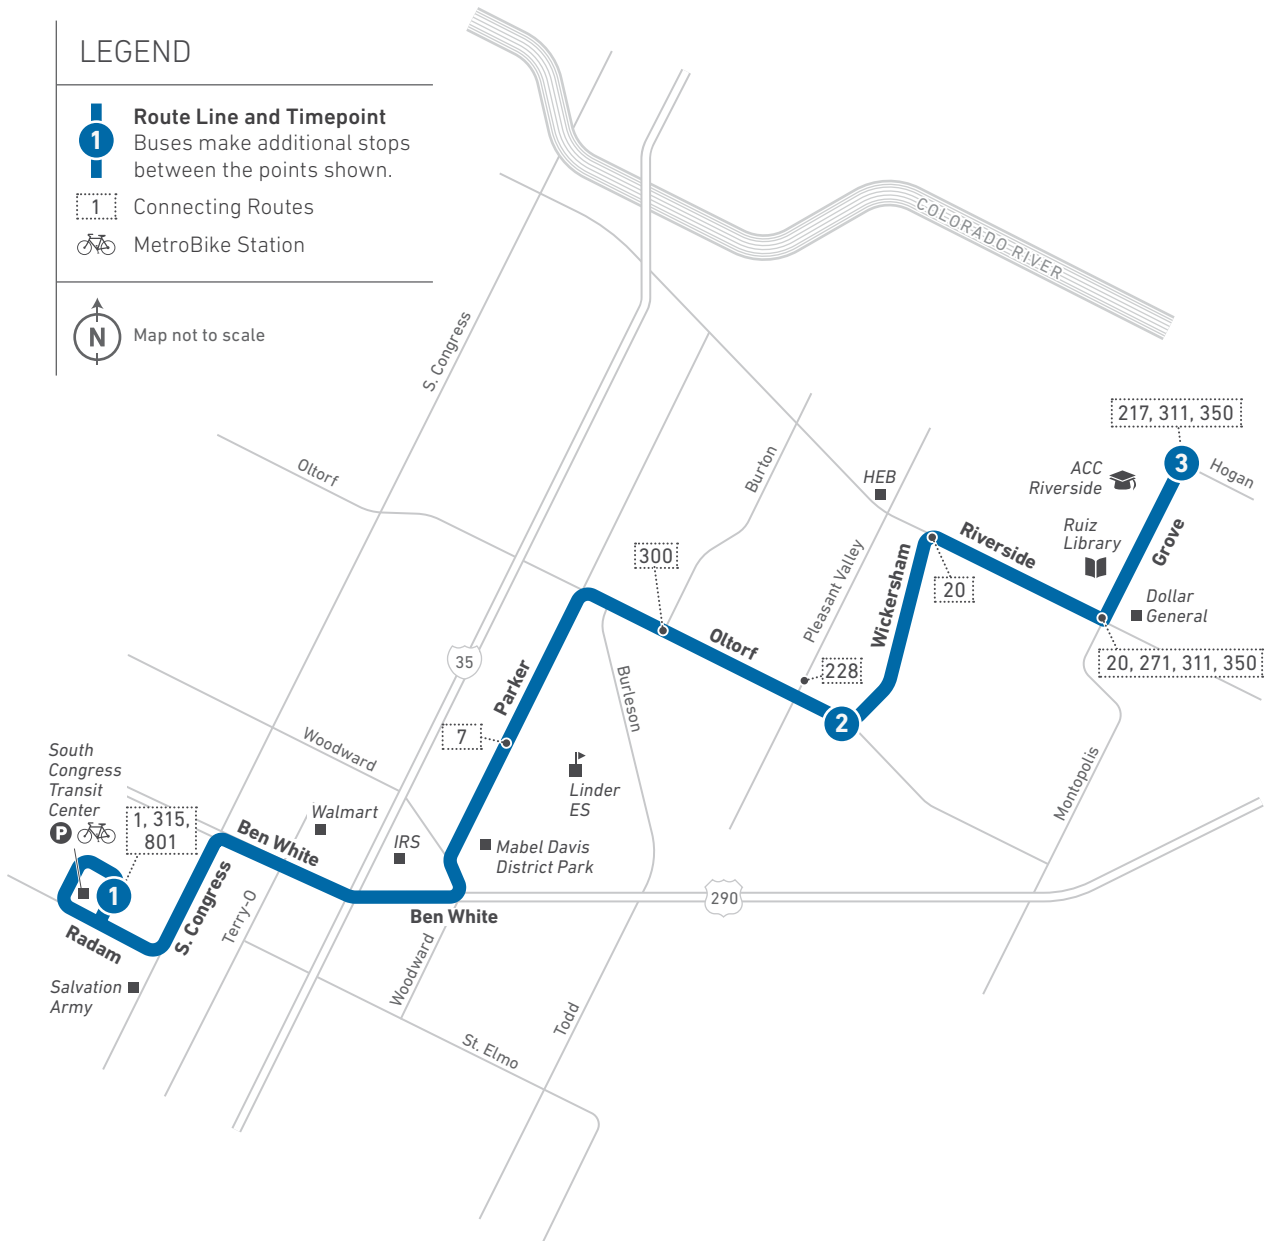 LEGEND
1
Route Line and Timepoint
Buses make additional stops
between the points shown.
1
Connecting Routes
MetroBike Station
N
Map not to scale
COLORADO RIVER
S. Congress
Oltorf
Burton
HEB
217, 311, 350
3
Hogan
ACC
Riverside
Ruiz
Library
Grove
Riverside
Dollar
General
20, 271, 311, 350
20
Wickersham
Pleasant Valley
300
Oltorf
228
2
Burleson
Parker
35
7
Linder
ES
Montopolis
Woodward
South
Congress
Transit
Center
P
1, 315,
801
1
Walmart
Ben White
IRS
Mabel Davis
District Park
290
Ben White
S. Congress
Terry-O
Radam
Salvation
Army
Woodward
Todd
St. Elmo